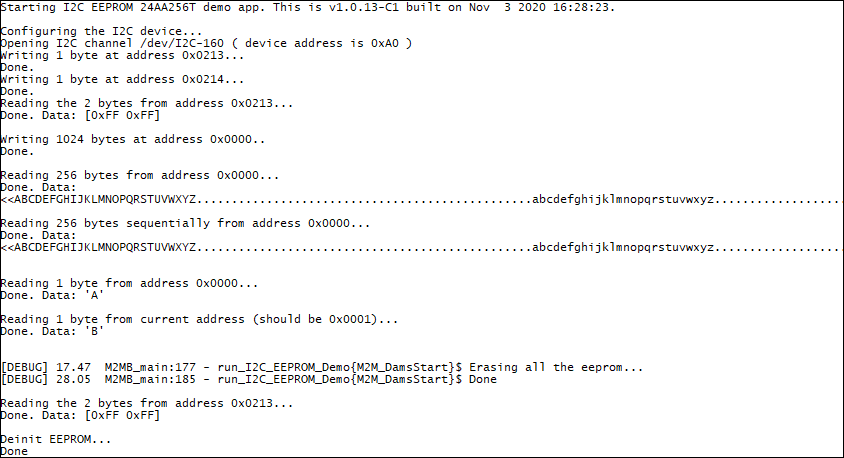 Starting I2C EEPROM 24AA256T demo app. This is v1.0.13-C1 built on Nov  3 2020 16:28:23.
Configuring the I2C device...
Opening I2C channel /dev/I2C-160 ( device address is 0xA0 )
Writing 1 byte at address 0x0213...
Done.
Writing 1 byte at address 0x0214...
Done.
Reading the 2 bytes from address 0x0213...
Done. Data: [0xFF 0xFF]
Writing 1024 bytes at address 0x0000..
Done.
Reading 256 bytes from address 0x0000...
Done. Data:
<<ABCDEFGHIJKLMNOPQRSTUVWXYZ................................................abcdefghijklmnopqrstuvwxyz...................
Reading 256 bytes sequentially from address 0x0000...
Done. Data:
<<ABCDEFGHIJKLMNOPQRSTUVWXYZ................................................abcdefghijklmnopqrstuvwxyz...................
Reading 1 byte from address 0x0000...
Done. Data: 'A'
Reading 1 byte from current address (should be 0x0001)...
Done. Data: 'B'
[DEBUG] 17.47  M2MB_main:177 - run_I2C_EEPROM_Demo{M2M_DamsStart}$ Erasing all the eeprom...
[DEBUG] 28.05  M2MB_main:185 - run_I2C_EEPROM_Demo{M2M_DamsStart}$ Done
Reading the 2 bytes from address 0x0213...
Done. Data: [0xFF 0xFF]
Deinit EEPROM...
Done